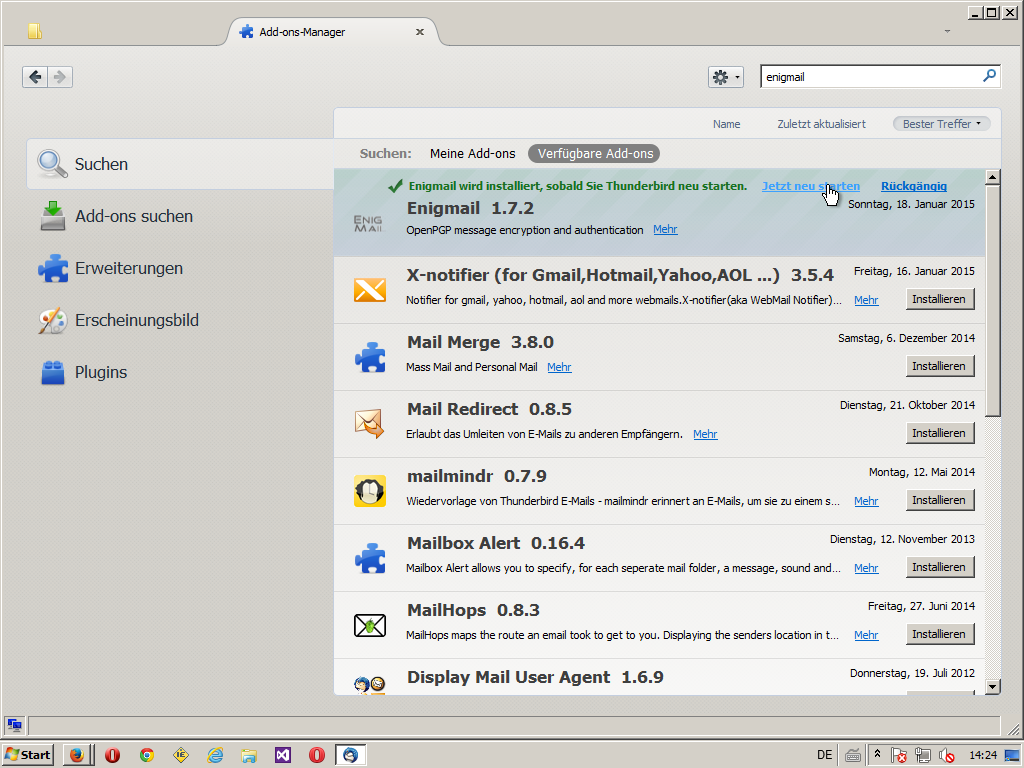 Add-ons-Manager
enigmail
Name Zuletzt aktualisiert Bester Treffer
Suchen
Add-ons suchen
Erweiterungen
Erscheinungsbild
Plugins
Suchen: Meine Add-ons Verfügbare Add-ons
Enigmail wird installiert, sobald Sie Thunderbird neu starten. Jetzt neu starten Rückgängig
ENIG MAIL
Enigmail 1.7.2 Sonntag, 18. Januar 2015
OpenPGP message encryption and authentication Mehr
X-notifier (for Gmail,Hotmail,Yahoo,AOL ...) 3.5.4 Freitag, 16. Januar 2015
Notifier for gmail, yahoo, hotmail, aol and more webmails.X-notifier(aka WebMail Notifier)... Mehr Installieren
Mail Merge 3.8.0 Samstag, 6. Dezember 2014
Mass Mail and Personal Mail Mehr Installieren
Mail Redirect 0.8.5 Dienstag, 21. Oktober 2014
Erlaubt das Umleiten von E-Mails zu anderen Empfängern. Mehr Installieren
mailmindr 0.7.9 Montag, 12. Mai 2014
Wiedervorlage von Thunderbird E-Mails - mailmindr erinnert an E-Mails, um sie zu einem s... Mehr Installieren
Mailbox Alert 0.16.4 Dienstag, 12. November 2013
Mailbox Alert allows you to specify, for each seperate mail folder, a message, sound and... Mehr Installieren
MailHops 0.8.3 Freitag, 27. Juni 2014
MailHops maps the route an email took to get to you. Displaying the senders location in t... Mehr Installieren
Display Mail User Agent 1.6.9 Donnerstag, 19. Juli 2012
Start IE DE 14:24